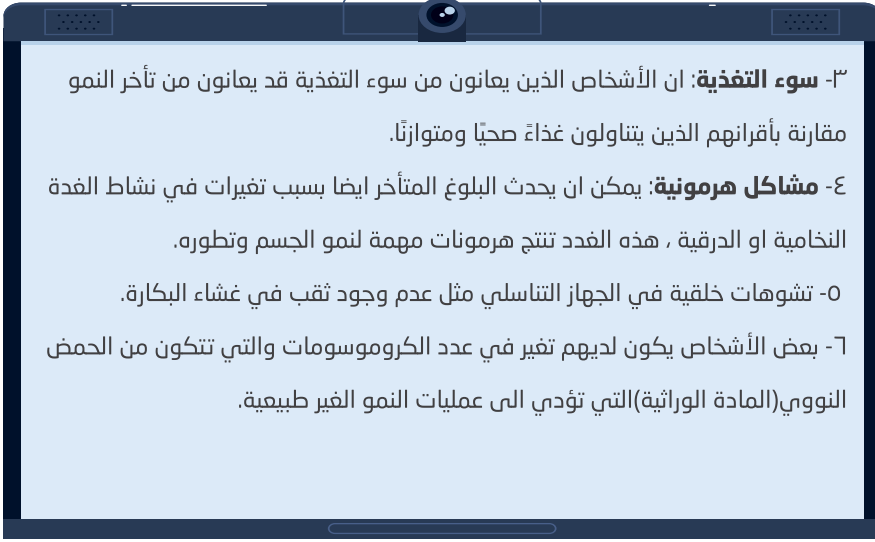 ٣- سوء التغذية: ان الأشخاص الذين يعانون من سوء التغذية قد يعانون من تأخر النمو
مقارنة بأقرانهم الذين يتناولون غذاءً صحيًا ومتوازنًا.
٤- مشاكل هرمونية: يمكن ان يحدث البلوغ المتأخر ايضا بسبب تغيرات في نشاط الغدة
النخامية او الدرقية ، هذه الغدد تنتج هرمونات مهمة لنمو الجسم وتطوره.
٥- تشوهات خلقية في الجهاز التناسلي مثل عدم وجود ثقب في غشاء البكارة.
٦- بعض الأشخاص يكون لديهم تغير في عدد الكروموسومات والتي تتكون من الحمض
النووي(المادة الوراثية)التي تؤدي الى عمليات النمو الغير طبيعية.